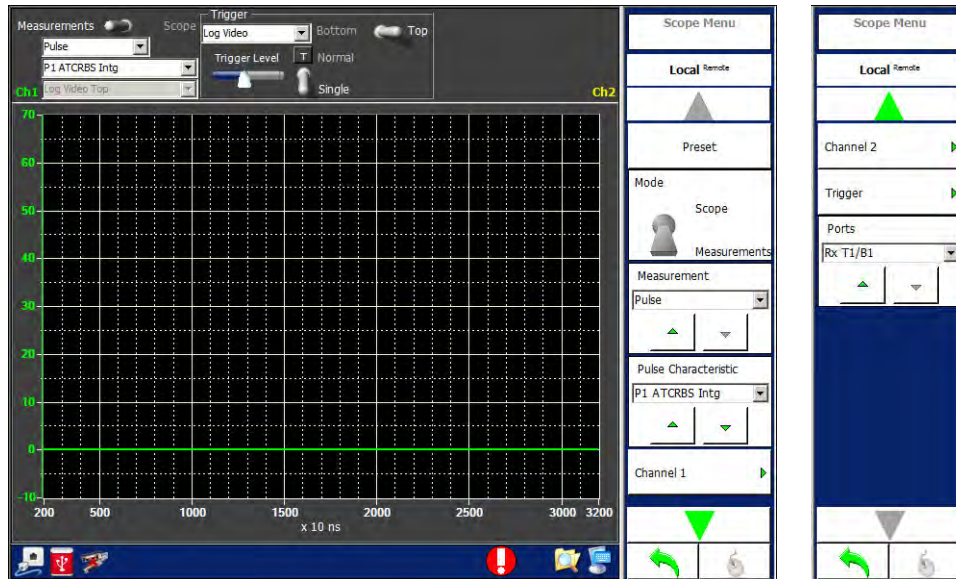 Measurements
Scope
Trigger
Log Video
Bottom
Top
Pulse
P1 ATCRBS Intg
Trigger Level
T
Normal
Single
Ch1
Log Video Top
Ch2
70
60
50
40
30
20
10
0
-10
200 500 1000 1500 2000 2500 3000 3200
x 10 ns
Scope Menu
Local Remote
Preset
Mode
Scope
Measurements
Measurement
Pulse
Pulse Characteristic
P1 ATCRBS Intg
Channel 1
Scope Menu
Local Remote
Channel 2
Trigger
Ports
Rx T1/B1